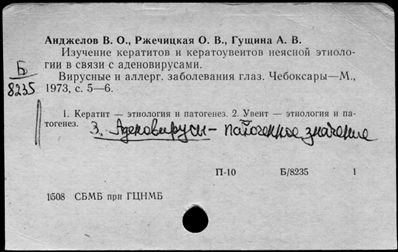 Анджелов В. О., Ржечицкая О. В., Гущина А. В.
Изучение кератитов и кератоувеитов неясной этиоло-
гии в связи с аденовирусами.
Б
8235
Вирусные и аллерг. заболевания глаз. Чебоксары—М.,
1973, с. 5—6.
1. Кератит — этиология и патогенез. 2. Увеит — этиология и па-
тогенез.
3. Аденовирусы - патогенное значение
П-10 Б/8235 1
1508 СБМБ при ГЦНМБ